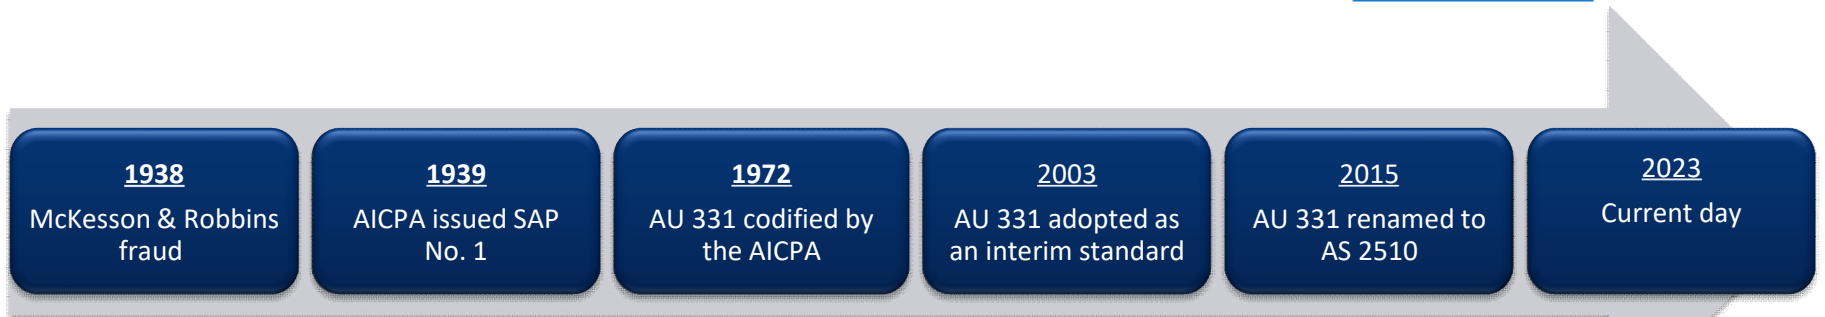 1938
McKesson & Robbins
fraud
1939
AICPA issued SAP
No. 1
1972
AU 331 codified by
the AICPA
2003
AU 331 adopted as
an interim standard
2015
AU 331 renamed to
AS 2510
2023
Current day